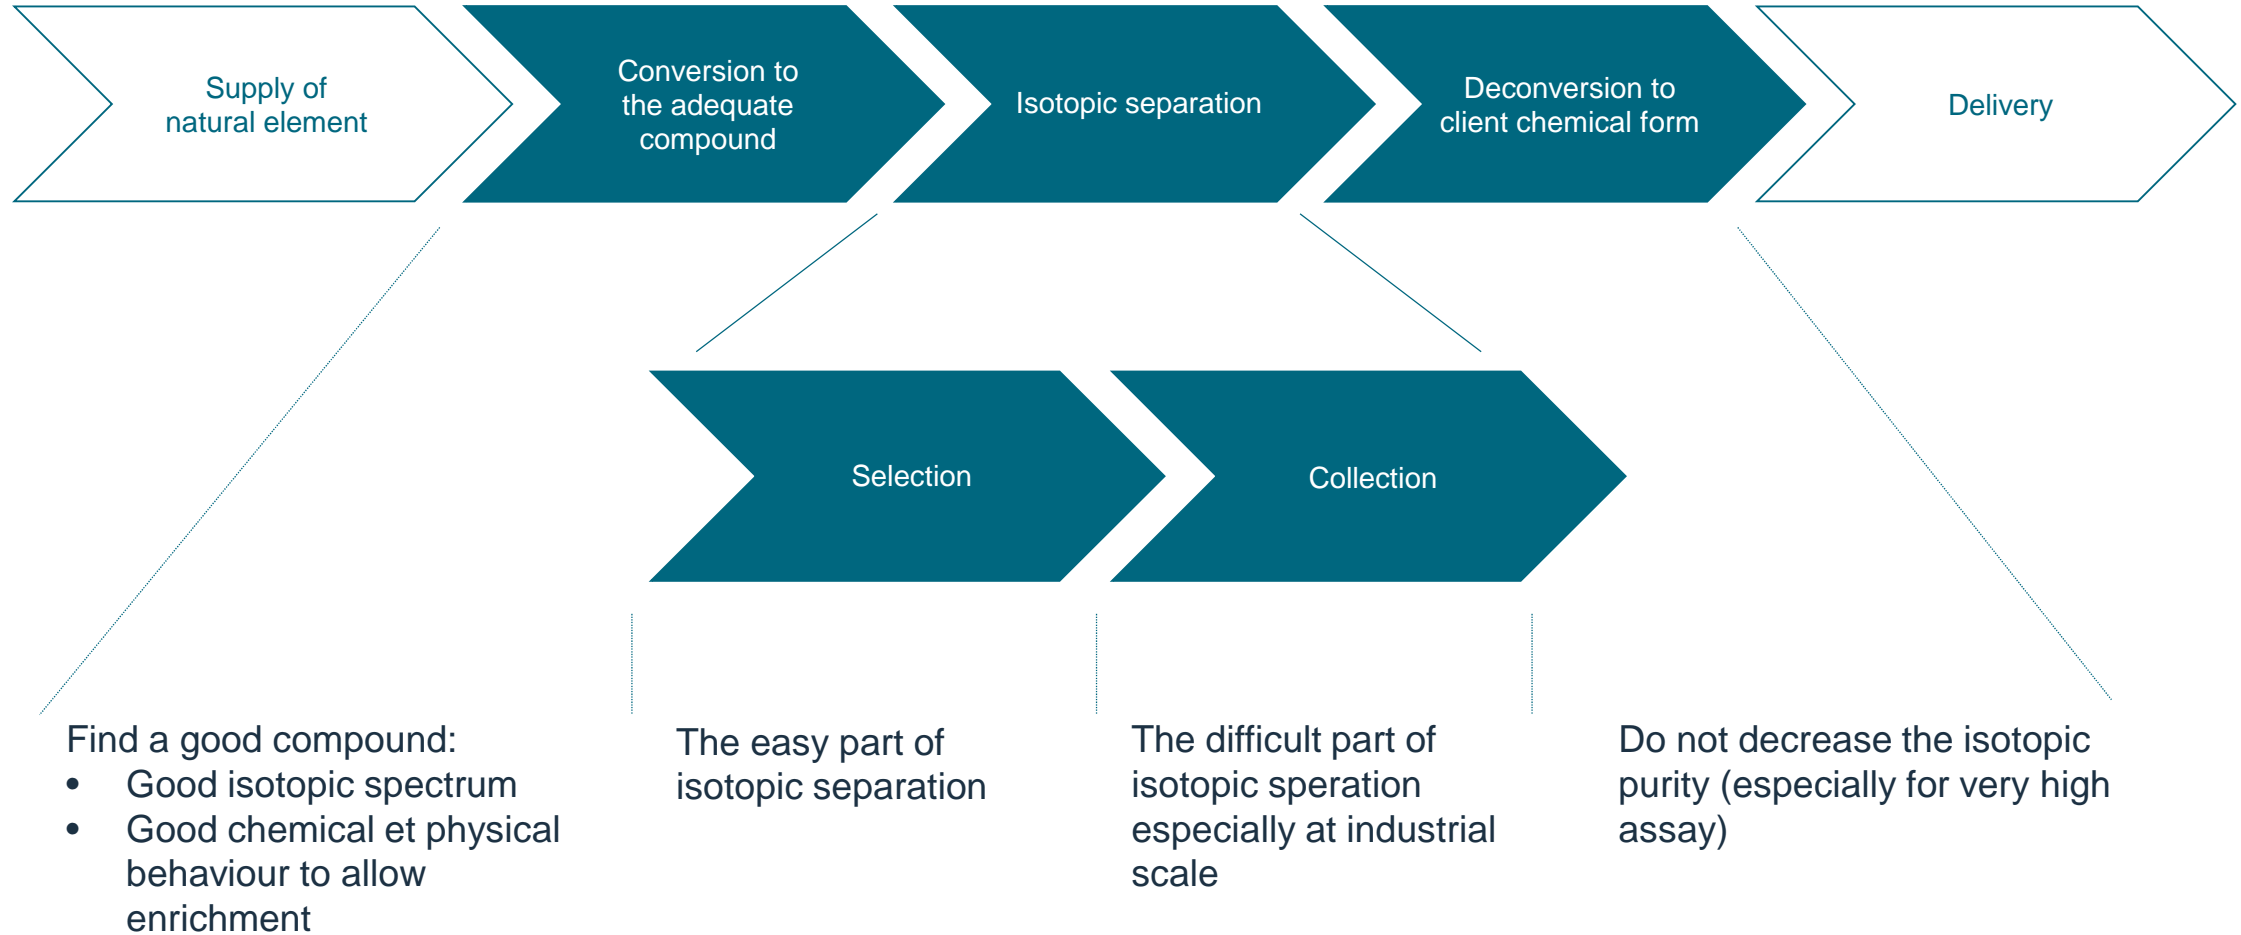 Supply of
natural element
Conversion to
the adequate
compound
Isotopic separation
Deconversion to
client chemical form
Delivery
Selection
Collection
Find a good compound:
• Good isotopic spectrum
• Good chemical et physical
behaviour to allow
enrichment
The easy part of
isotopic separation
The difficult part of
isotopic speration
especially at industrial
scale
Do not decrease the isotopic
purity (especially for very high
assay)